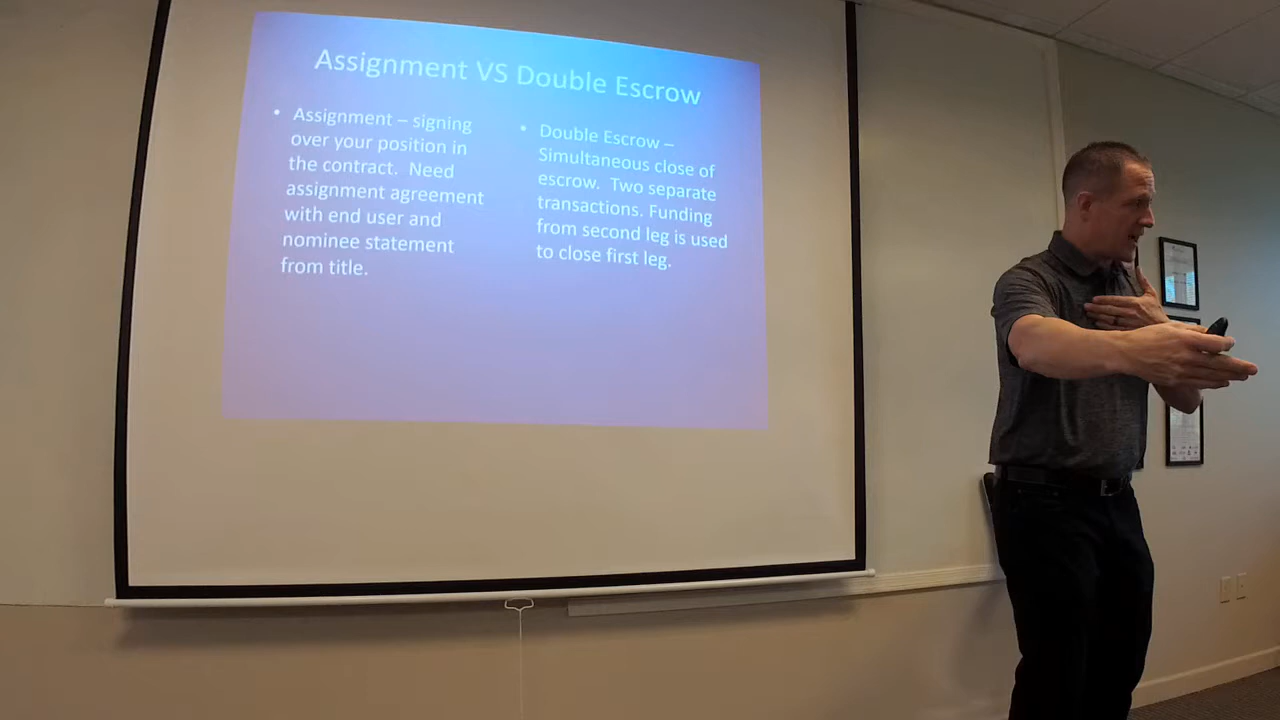 Assignment VS Double Escrow
• Assignment – signing
over your position in
the contract. Need
assignment agreement
with end user and
nominee statement
from title.
• Double Escrow –
Simultaneous close of
escrow. Two separate
transactions. Funding
from second leg is used
to close first leg.